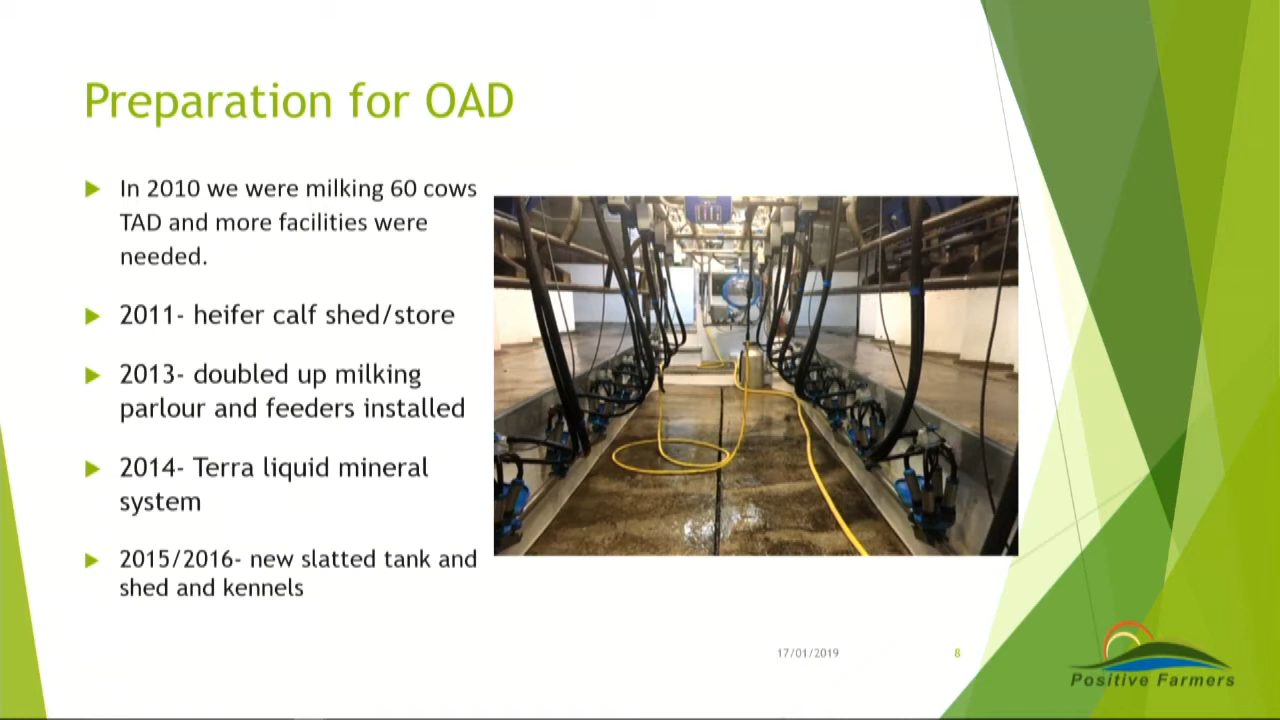 Preparation for OAD
In 2010 we were milking 60 cows
TAD and more facilities were
needed.
2011- heifer calf shed/store
2013- doubled up milking
parlour and feeders installed
2014- Terra liquid mineral
system
2015/2016- new slatted tank and
shed and kennels
17/01/2019
8
Positive Farmers